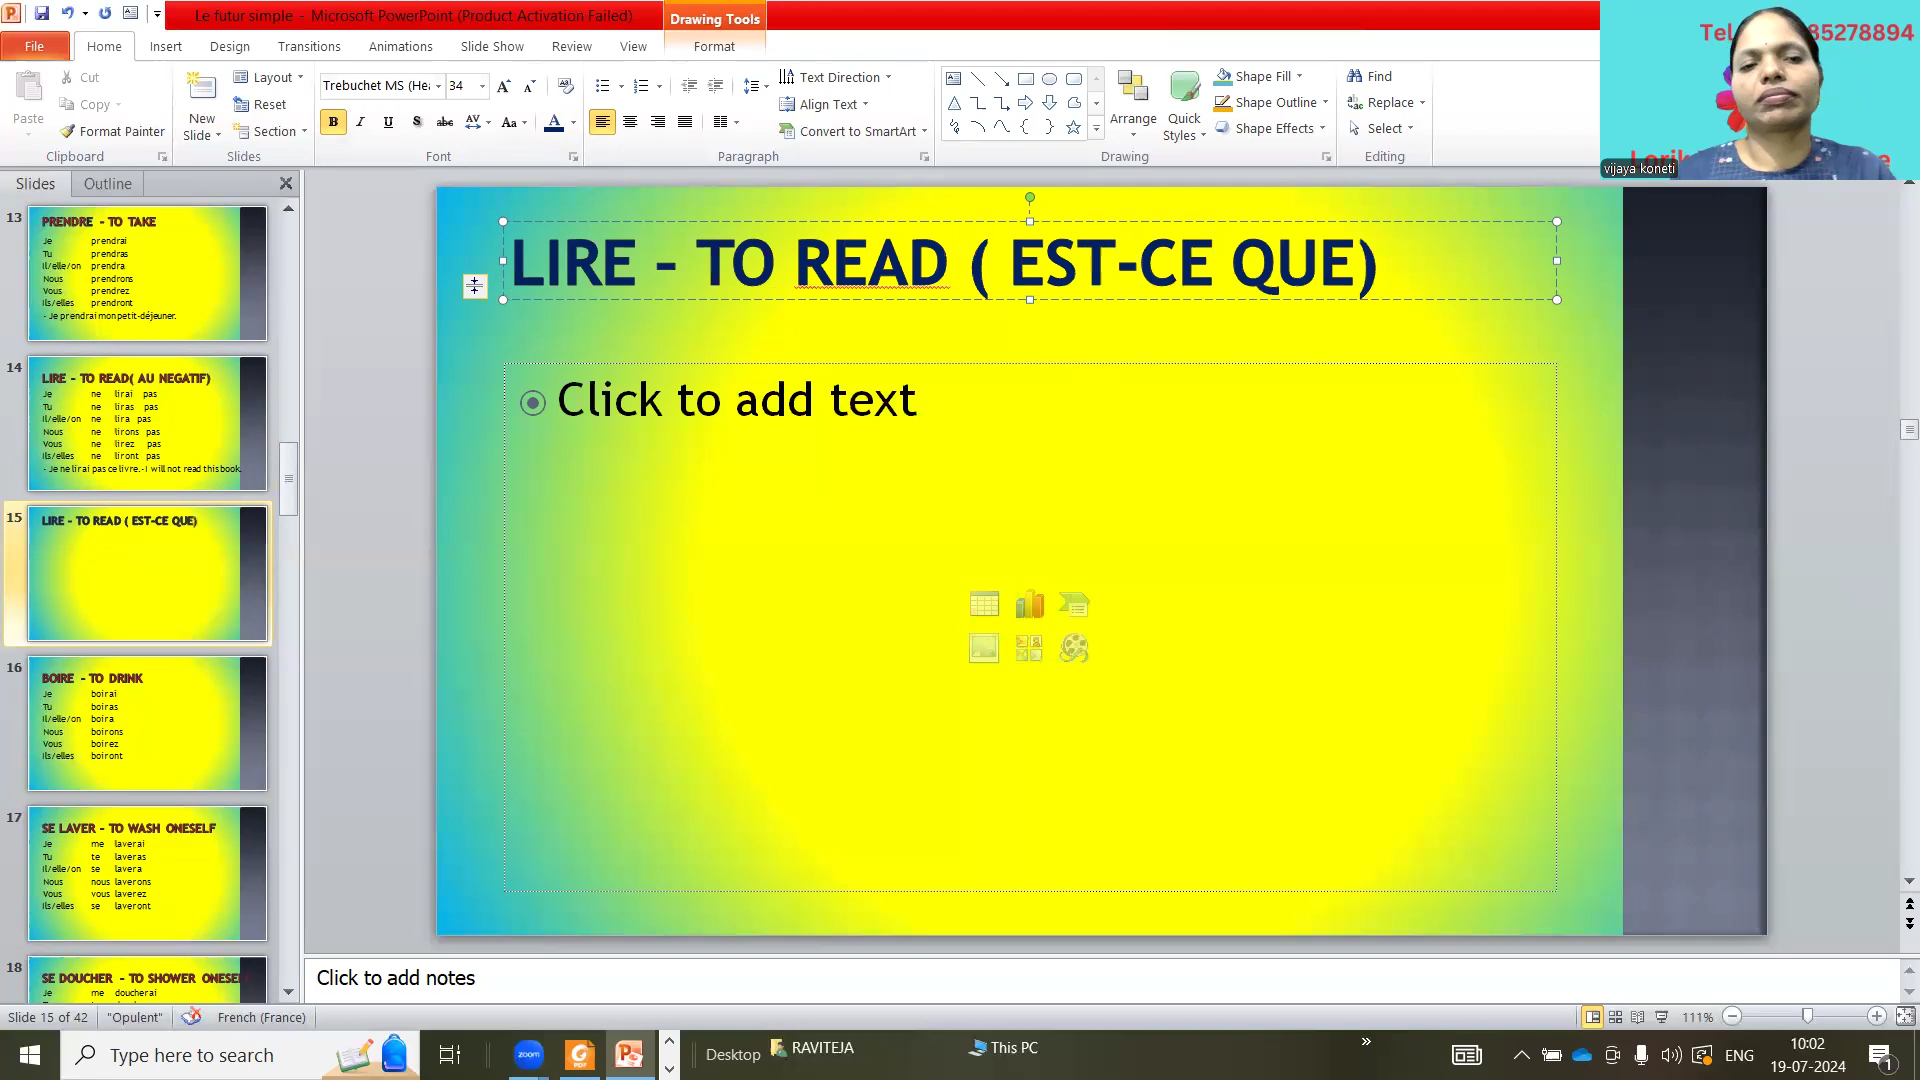 Le futur simple - Microsoft PowerPoint (Product Activation Failed)
Drawing Tools
File Home Insert Design Transitions Animations Slide Show Review View Format
Cut
Copy
Format Painter
Paste
Clipboard
New Slide
Layout
Reset
Section
Slides
Trebuchet MS (He 34
Font
Text Direction
Align Text
Convert to SmartArt
Paragraph
Arrange
Quick Styles
Shape Fill
Shape Outline
Shape Effects
Drawing
Find
Replace
Select
Editing
85278894
vijaya koneti
Slides Outline
13
PRENDRE - TO TAKE
Je prendrai
Tu prendras
Il/elle/on prendra
Nous prendrons
Vous prendrez
Ils/elles prendront
- Je prendrai mon petit-déjeuner.
14
LIRE - TO READ( AU NEGATIF)
Je ne lirai pas
Tu ne liras pas
Il/elle/on ne lira pas
Nous ne lirons pas
Vous ne lirez pas
Ils/elles ne liront pas
- Je ne lirai pas ce livre.-I will not read this book.
15
LIRE - TO READ ( EST-CE QUE)
16
BOIRE - TO DRINK
Je boirai
Tu boiras
Il/elle/on boira
Nous boirons
Vous boirez
Ils/elles boiront
17
SE LAVER - TO WASH ONESELF
Je me laverai
Tu te laveras
Il/elle/on se lavera
Nous nous laverons
Vous vous laverez
Ils/elles se laveront
18
SE DOUCHER - TO SHOWER ONESELF
Je me doucherai
LIRE - TO READ ( EST-CE QUE)
Click to add text
Click to add notes
Slide 15 of 42 "Opulent" French (France) 111%
Type here to search
zoom
Desktop
RAVITEJA
This PC
ENG
10:02
19-07-2024
1